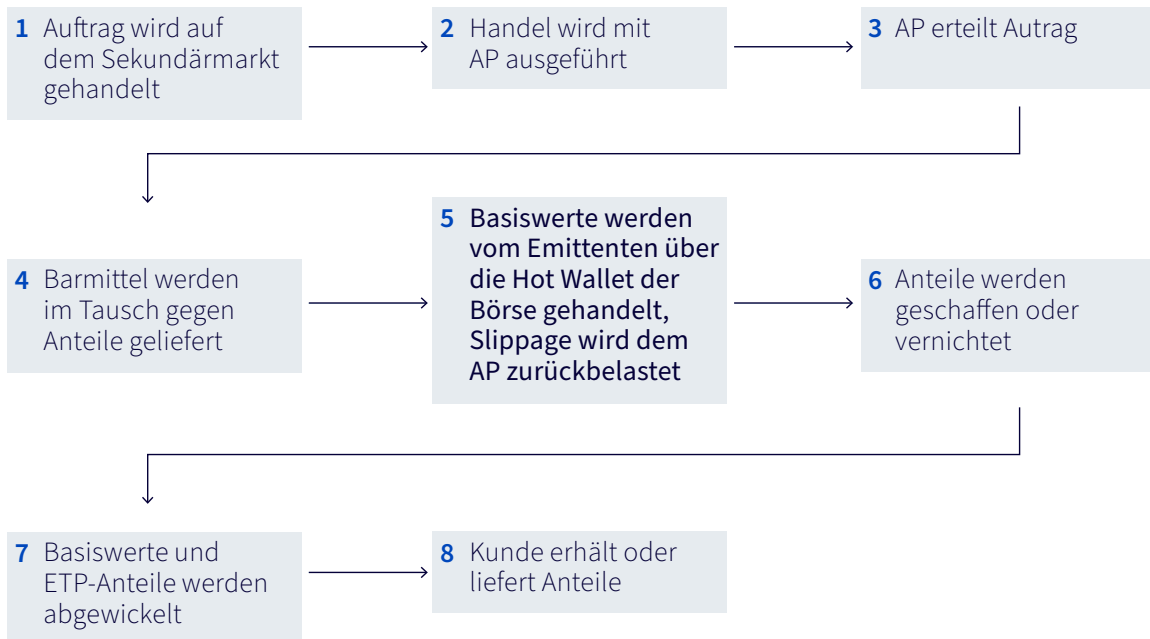 1 Auftrag wird auf
dem Sekundärmarkt
gehandelt
2 Handel wird mit
AP ausgeführt
3 AP erteilt Autrag
4 Barmittel werden
im Tausch gegen
Anteile geliefert
5 Basiswerte werden
vom Emittenten über
die Hot Wallet der
Börse gehandelt,
Slippage wird dem
AP zurückbelastet
6 Anteile werden
geschaffen oder
vernichtet
7 Basiswerte und
ETP-Anteile werden
abgewickelt
8 Kunde erhält oder
liefert Anteile